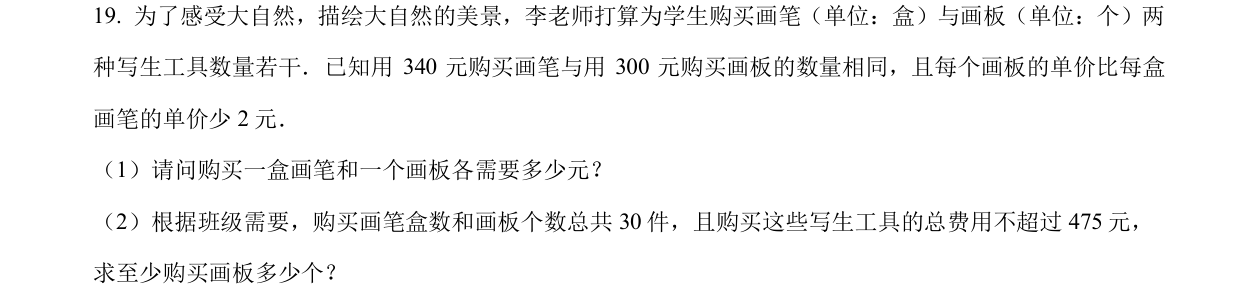 19. 为了感受大自然，描绘大自然的美景，李老师打算为学生购买画笔（单位：盒）与画板（单位：个）两
种写生工具数量若干．已知用 340 元购买画笔与用 300 元购买画板的数量相同，且每个画板的单价比每盒
画笔的单价少 2 元．
（1）请问购买一盒画笔和一个画板各需要多少元？
（2）根据班级需要，购买画笔盒数和画板个数总共 30 件，且购买这些写生工具的总费用不超过 475 元，
求至少购买画板多少个？